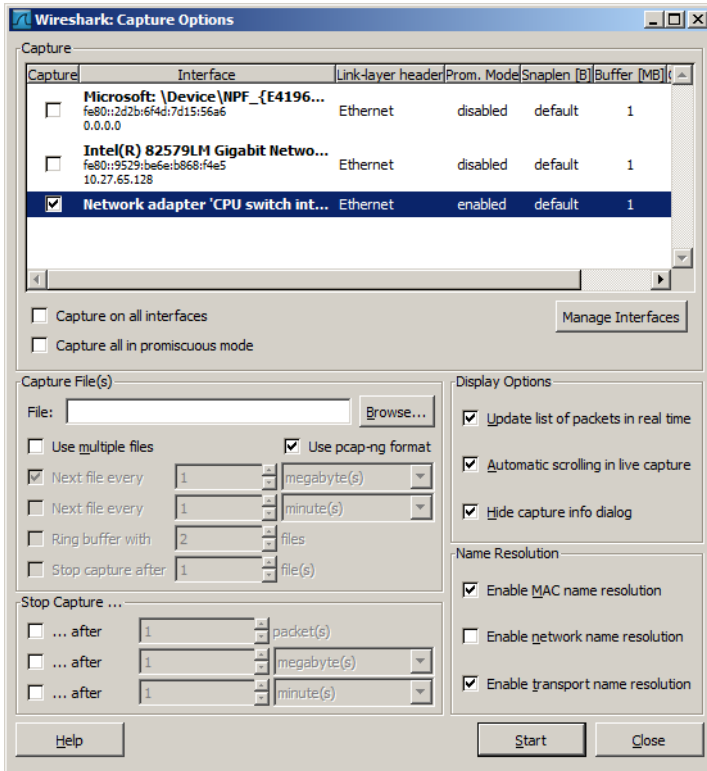 Wireshark: Capture Options
Capture
Capture Interface Link-layer header Prom. Mode Snaplen [B] Buffer [MB]
Microsoft: \Device\NPF_{E4196...
fe80::2d2b:6f4d:7d15:56a6
0.0.0.0
Ethernet disabled default 1
Intel(R) 82579LM Gigabit Netwo...
fe80::9529:be6e:b868:f4e5
10.27.65.128
Ethernet disabled default 1
Network adapter 'CPU switch int... Ethernet enabled default 1
Capture on all interfaces
Manage Interfaces
Capture all in promiscuous mode
Capture File(s)
File: Browse...
Use multiple files Use pcap-ng format
Next file every 1 megabyte(s)
Next file every 1 minute(s)
Ring buffer with 2 files
Stop capture after 1 file(s)
Stop Capture ...
... after 1 packet(s)
... after 1 megabyte(s)
... after 1 minute(s)
Display Options
Update list of packets in real time
Automatic scrolling in live capture
Hide capture info dialog
Name Resolution
Enable MAC name resolution
Enable network name resolution
Enable transport name resolution
Help Start Close